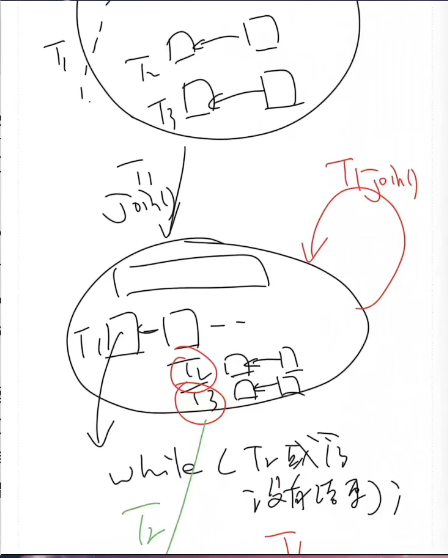 T1
T2
T3
T1
Join()
T1 Join()
T1
T2
T3
while (T2或T3
没有结束);
T2
T1